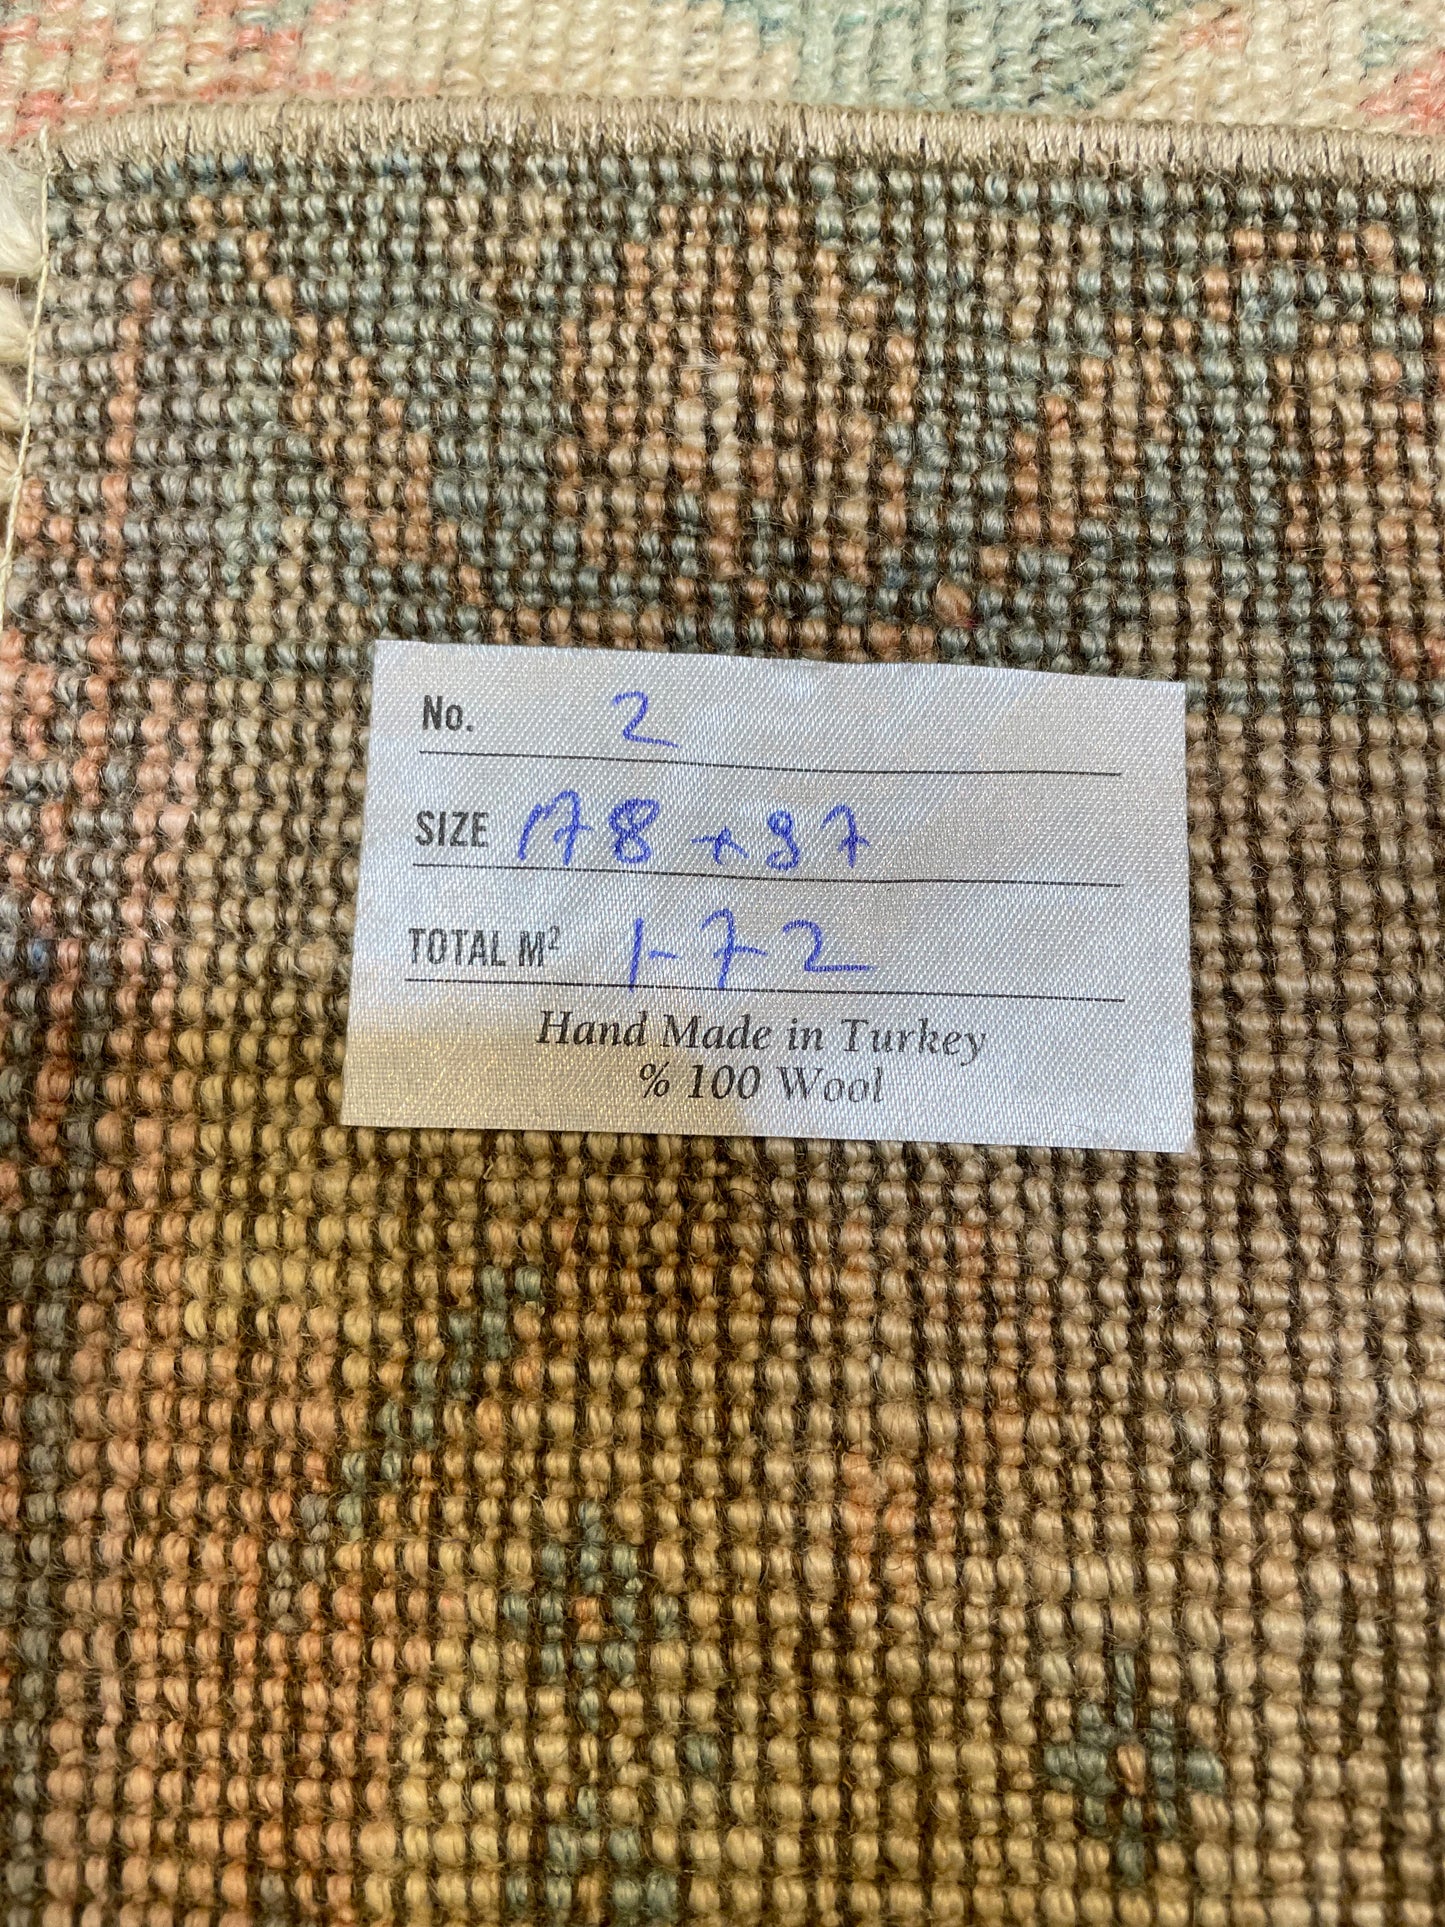 No. 2
SIZE 178 x 97
TOTAL M² 1-72
Hand Made in Turkey
% 100 Wool